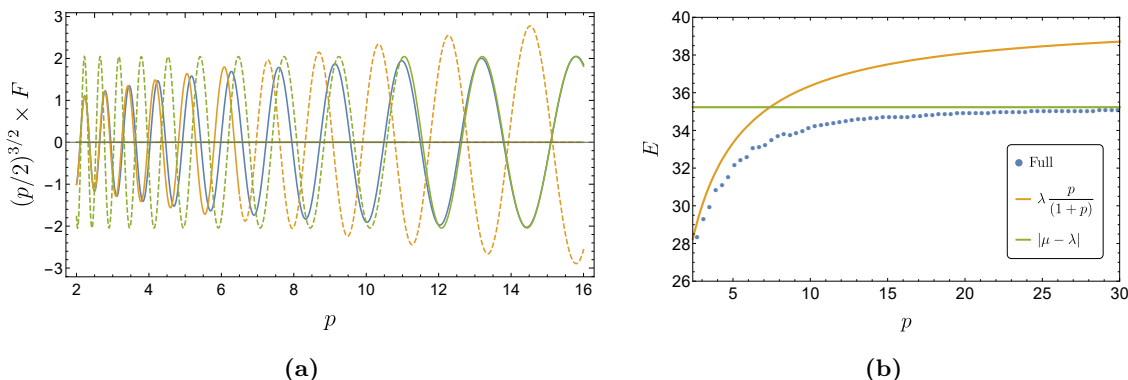 3
2
1
0
−1
−2
−3
(p/2)^{3/2} × F
2 4 6 8 10 12 14 16
p
(a)
40
38
36
34
32
30
28
26
E
Full
λ p/(1+p)
|μ − λ|
5 10 15 20 25 30
p
(b)